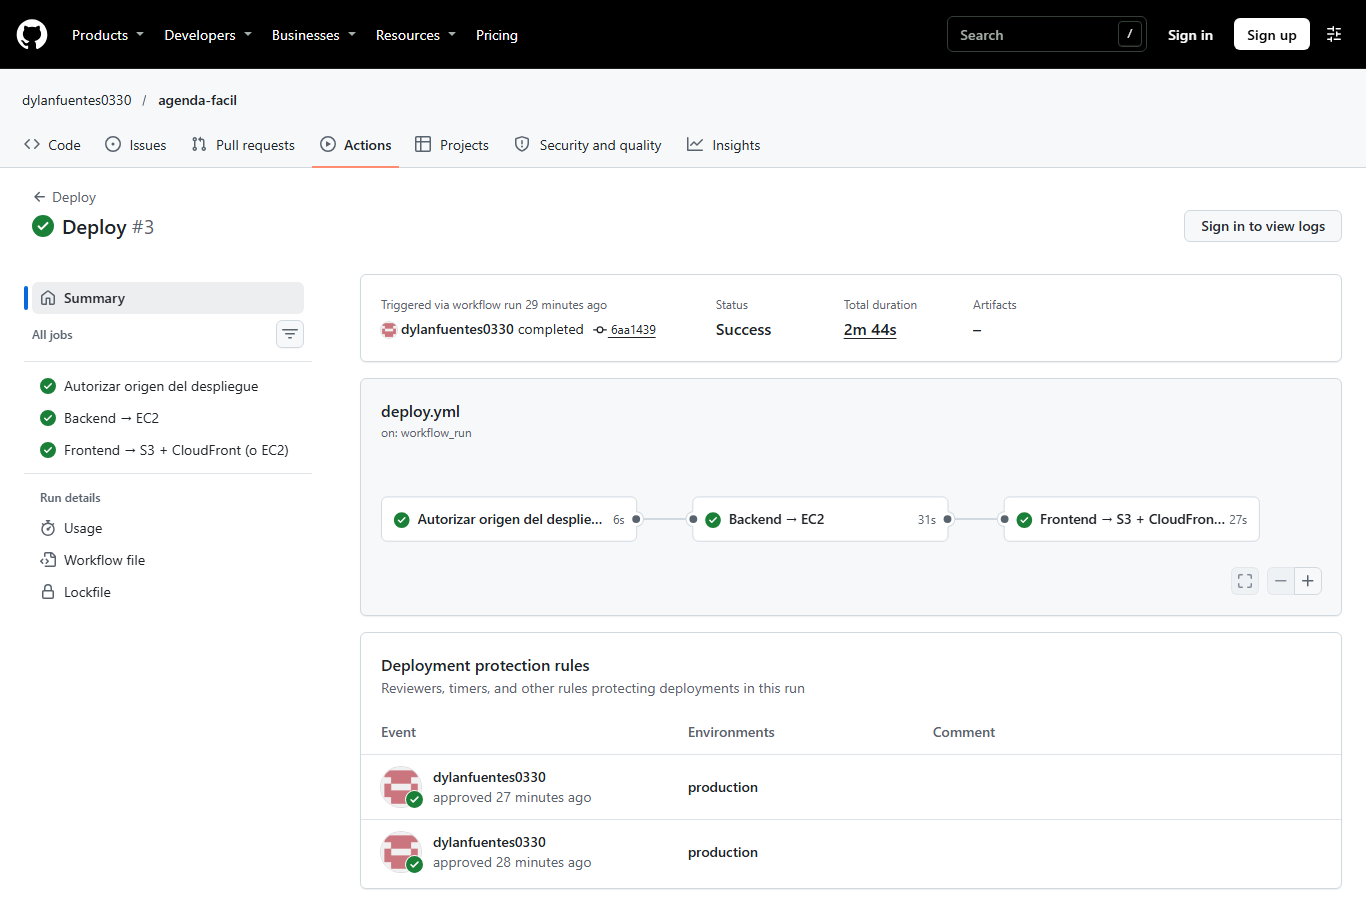 Products Developers Businesses Resources Pricing Search / Sign in Sign up
dylanfuentes0330 / agenda-facil
Code Issues Pull requests Actions Projects Security and quality Insights
← Deploy
Deploy #3
Sign in to view logs
Summary
All jobs
Autorizar origen del despliegue
Backend → EC2
Frontend → S3 + CloudFront (o EC2)
Run details
Usage
Workflow file
Lockfile
Triggered via workflow run 29 minutes ago
dylanfuentes0330 completed 6aa1439
Status
Success
Total duration
2m 44s
Artifacts
–
deploy.yml
on: workflow_run
Autorizar origen del desplie... 6s
Backend → EC2 31s
Frontend → S3 + CloudFron... 27s
Deployment protection rules
Reviewers, timers, and other rules protecting deployments in this run
Event Environments Comment
dylanfuentes0330
approved 27 minutes ago
production
dylanfuentes0330
approved 28 minutes ago
production